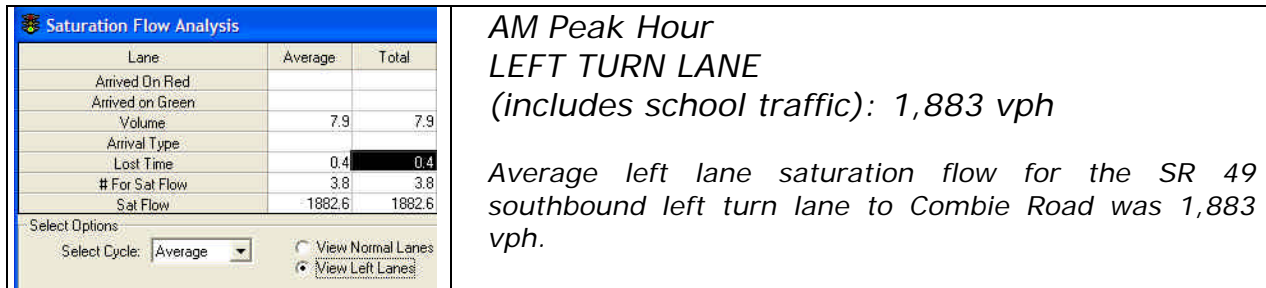 Saturation Flow Analysis
Lane Average Total
Arrived On Red
Arrived on Green
Volume 7.9 7.9
Arrival Type
Lost Time 0.4 0.4
# For Sat Flow 3.8 3.8
Sat Flow 1882.6 1882.6
Select Options
Select Cycle: Average
View Normal Lanes
View Left Lanes
AM Peak Hour
LEFT TURN LANE
(includes school traffic): 1,883 vph
Average left lane saturation flow for the SR 49
southbound left turn lane to Combie Road was 1,883
vph.